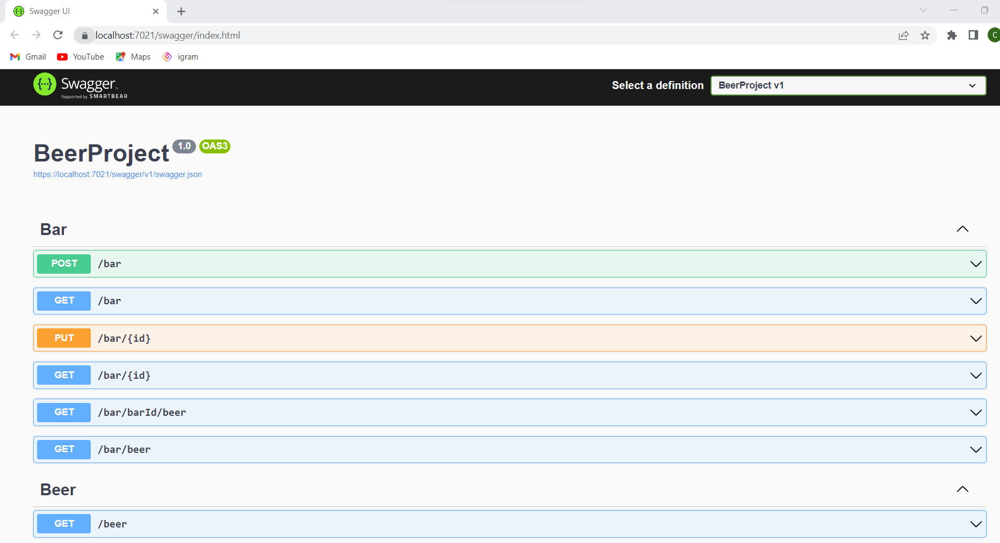 Swagger UI
localhost:7021/swagger/index.html
C
Gmail YouTube Maps igram
{···} Swagger™
Supported by SMARTBEAR
Select a definition BeerProject v1
BeerProject 1.0 OAS3
https://localhost:7021/swagger/v1/swagger.json
Bar
POST /bar
GET /bar
PUT /bar/{id}
GET /bar/{id}
GET /bar/barId/beer
GET /bar/beer
Beer
GET /beer